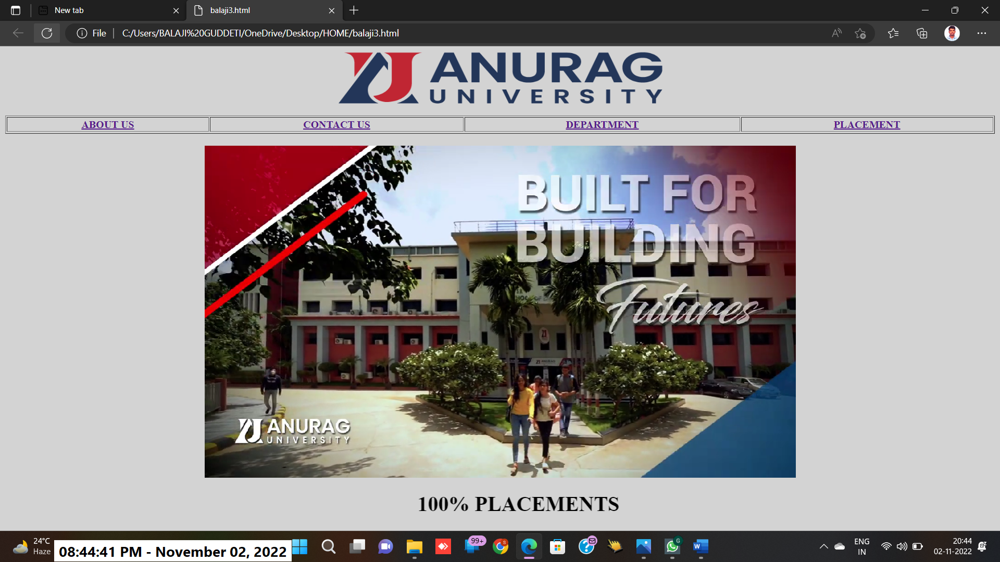 New tab
balaji3.html
File
C:/Users/BALAJI%20GUDDETI/OneDrive/Desktop/HOME/balaji3.html
ANURAG
UNIVERSITY
ABOUT US
CONTACT US
DEPARTMENT
PLACEMENT
BUILT FOR
BUILDING
Futures
ANURAG
ANURAG
UNIVERSITY
100% PLACEMENTS
24°C
Haze
08:44:41 PM - November 02, 2022
99+
S
G
W
ENG
IN
20:44
02-11-2022